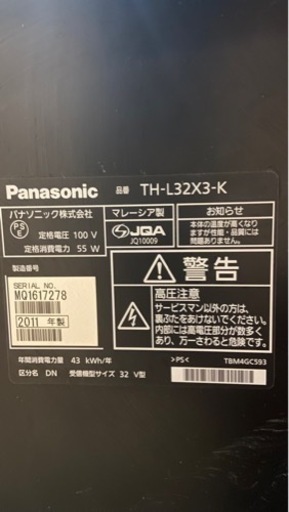 Panasonic 品番 TH-L32X3-K
パナソニック株式会社
PSE
定格電圧 100 V
定格消費電力 55 W
マレーシア製
JQA
JQ10009
お知らせ
本体の温度が高くなり
ますが性能・品質には
問題ありません。
製造番号
SERIAL NO.
MQ1617278
2011 年製
警告
高圧注意
サービスマン以外の方は、
裏ぶたをあけないでください。
内部には高電圧部分が数多く
あり、万一さわると危険です。
>PS<
TBM4GC593
年間消費電力量 43 kWh/年
区分名 DN 受信機型サイズ 32 V型